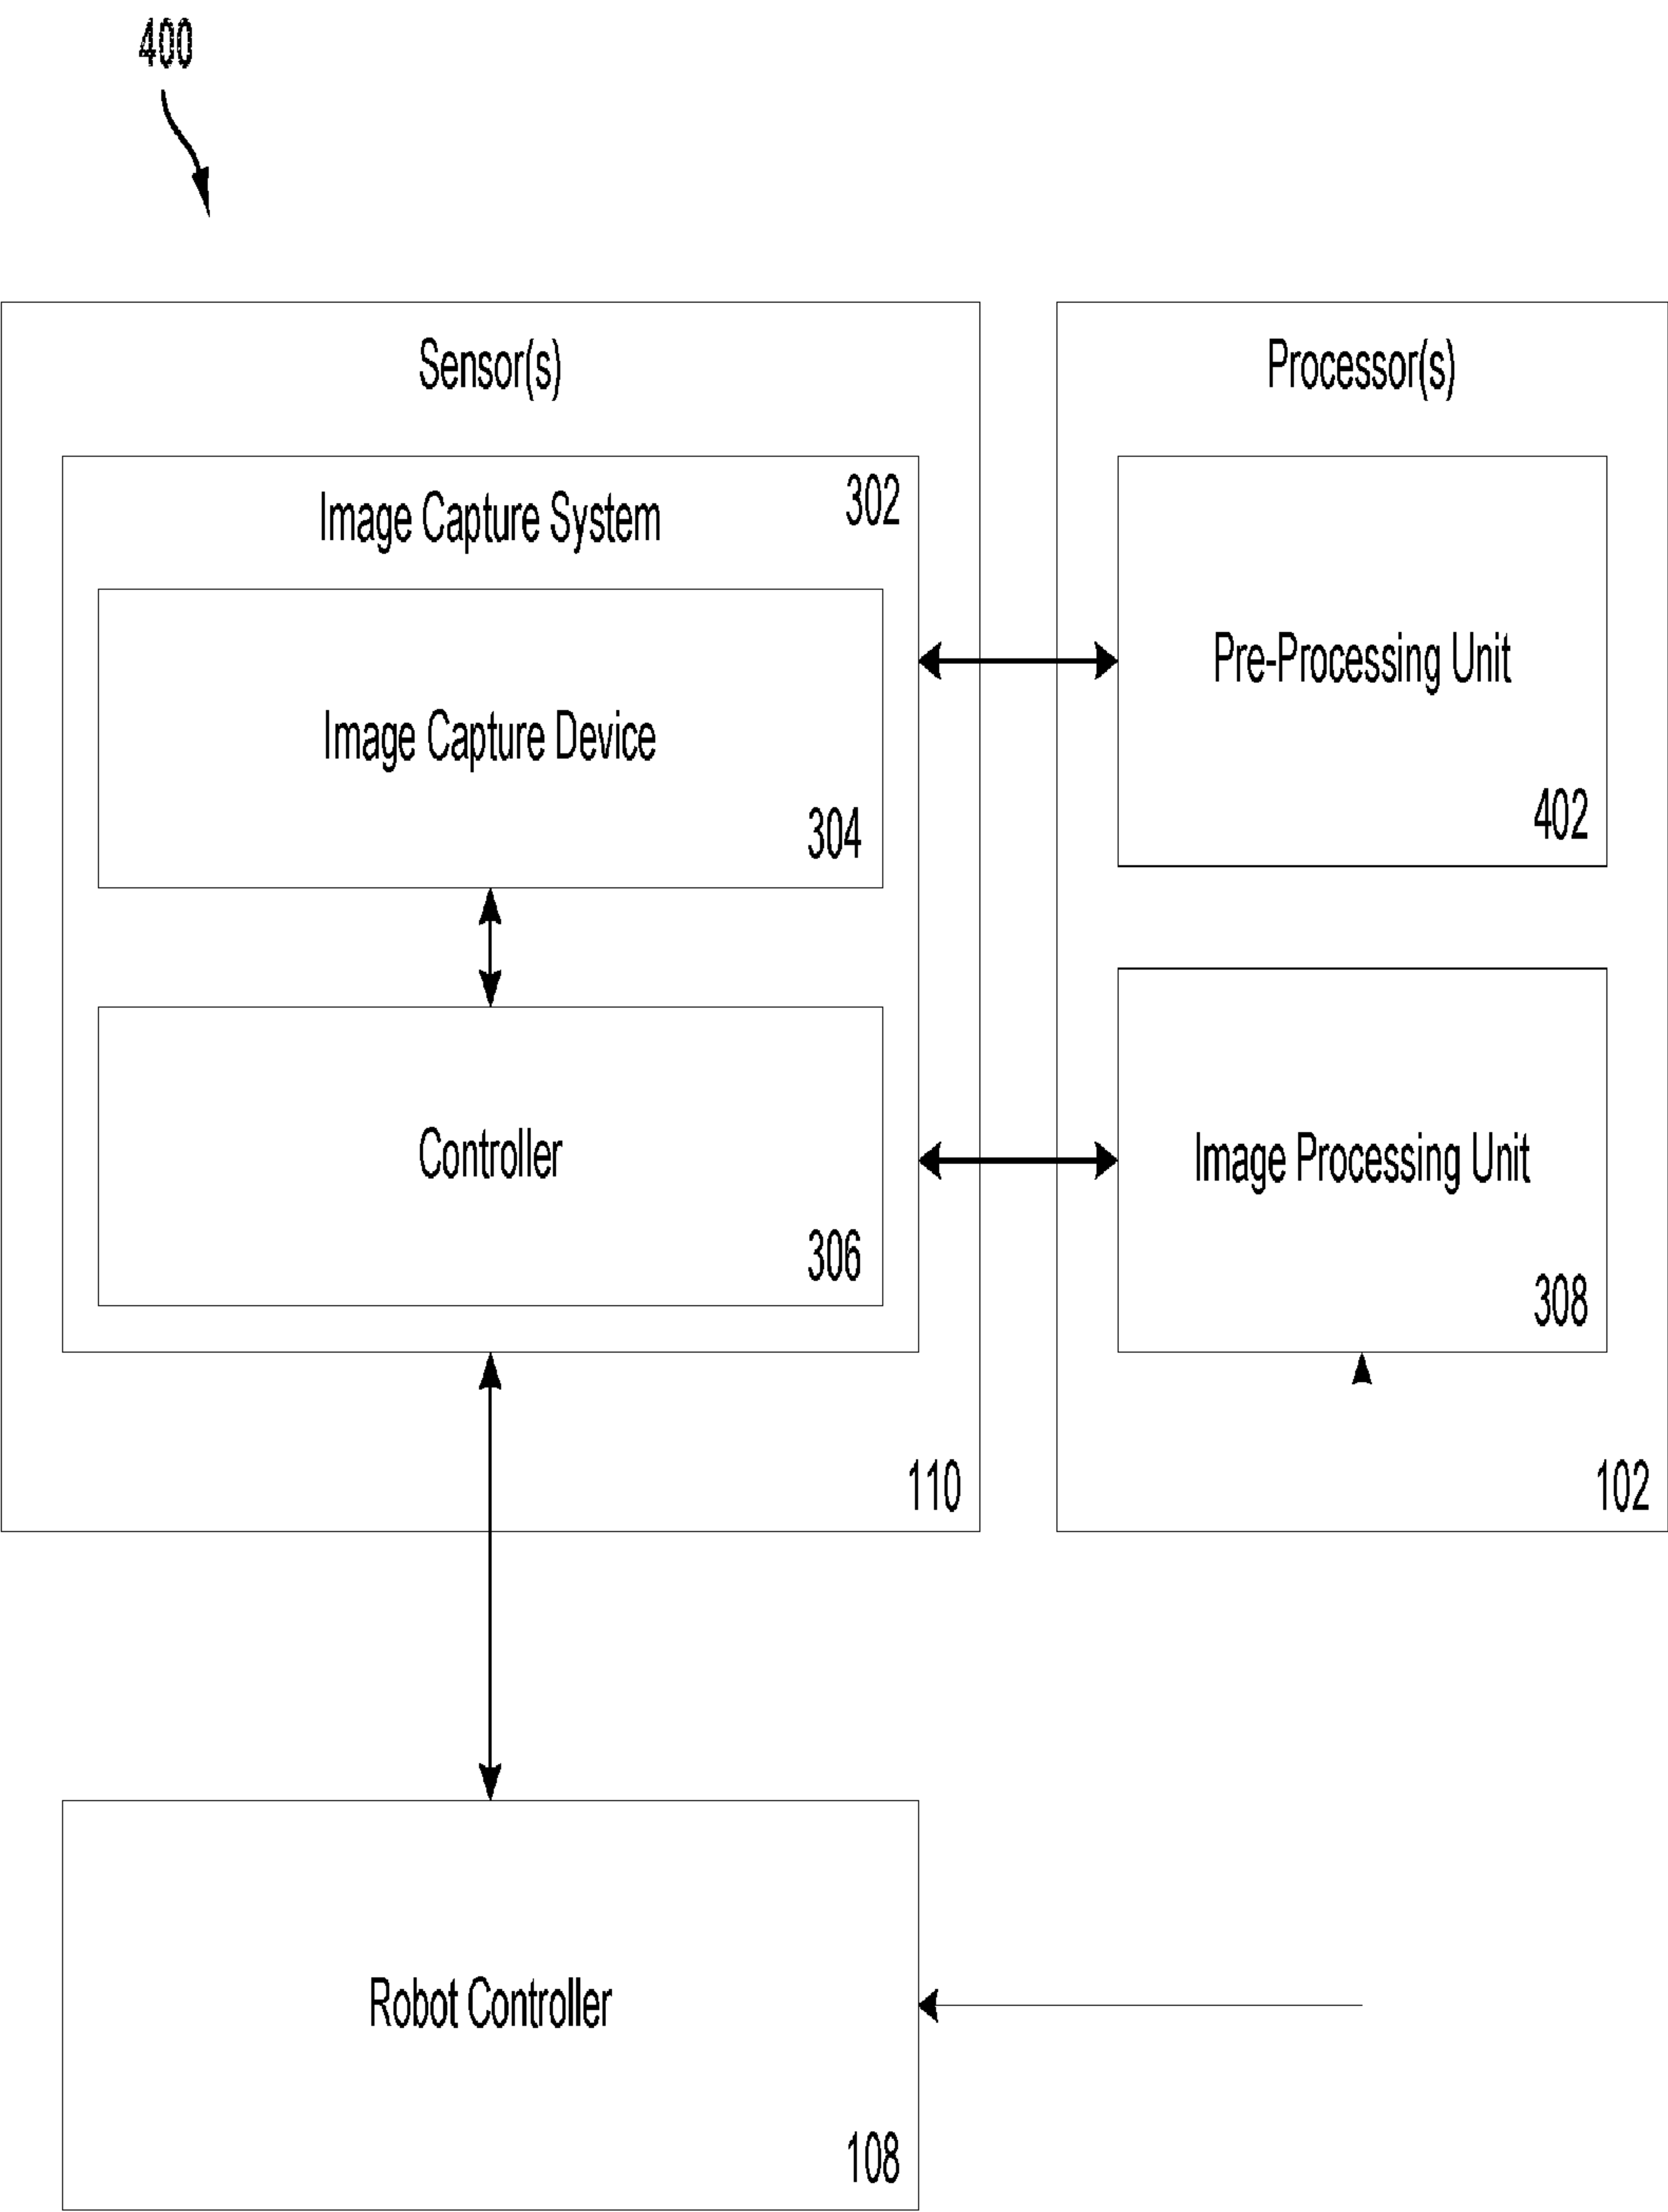 400
Sensor(s)
Image Capture System
302
Image Capture Device
304
Controller
306
110
Processor(s)
Pre-Processing Unit
402
Image Processing Unit
308
102
Robot Controller
108